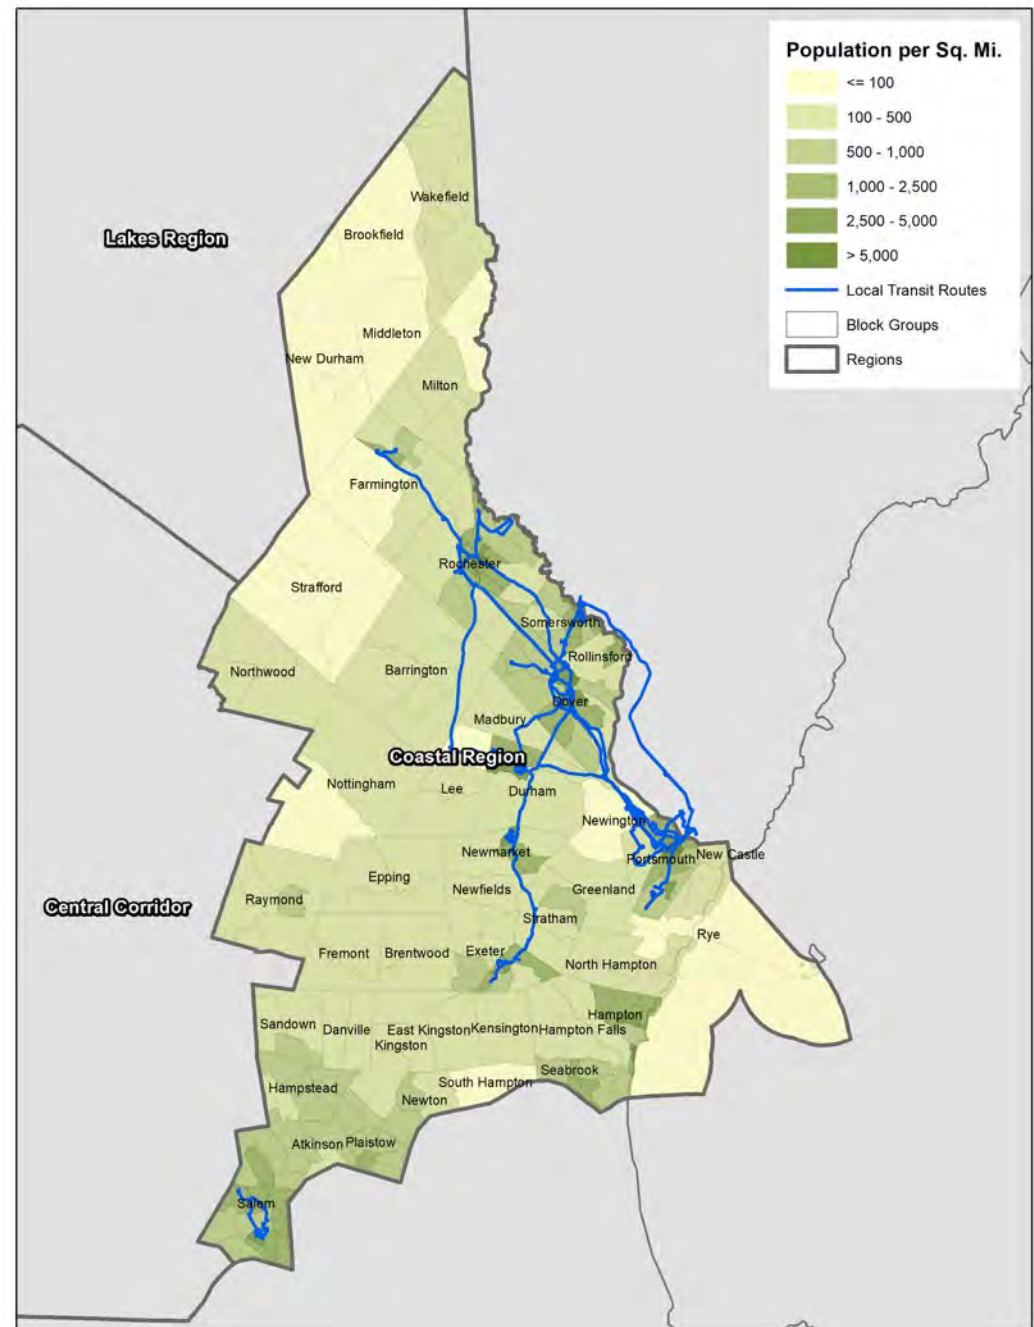 Population per Sq. Mi.
<= 100
100 - 500
500 - 1,000
1,000 - 2,500
2,500 - 5,000
> 5,000
Local Transit Routes
Block Groups
Regions
Wakefield
Lakes Region
Brookfield
Middleton
New Durham
Milton
Farmington
Rochester
Strafford
Somersworth
Rollinsford
Northwood
Barrington
Dover
Madbury
Coastal Region
Nottingham
Lee
Durham
Newington
Newmarket
Portsmouth
New Castle
Epping
Newfields
Greenland
Raymond
Central Corridor
Stratham
Rye
Fremont
Brentwood
Exeter
North Hampton
Hampton
Sandown
Danville
East Kingston
Kensington
Hampton Falls
Kingston
Seabrook
South Hampton
Hampstead
Newton
Atkinson
Plaistow
Salem